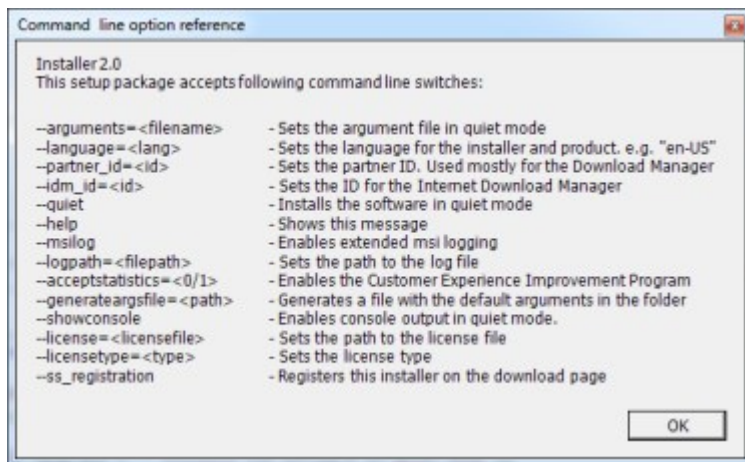 Command line option reference
Installer 2.0
This setup package accepts following command line switches:
--arguments=<filename> - Sets the argument file in quiet mode
--language=<lang> - Sets the language for the installer and product. e.g. "en-US"
--partner_id=<id> - Sets the partner ID. Used mostly for the Download Manager
--idm_id=<id> - Sets the ID for the Internet Download Manager
--quiet - Installs the software in quiet mode
--help - Shows this message
--msilog - Enables extended msi logging
--logpath=<filepath> - Sets the path to the log file
--acceptstatistics=<0/1> - Enables the Customer Experience Improvement Program
--generateargsfile=<path> - Generates a file with the default arguments in the folder
--showconsole - Enables console output in quiet mode.
--license=<licensefile> - Sets the path to the license file
--licensetype=<type> - Sets the license type
--ss_registration - Registers this installer on the download page
OK